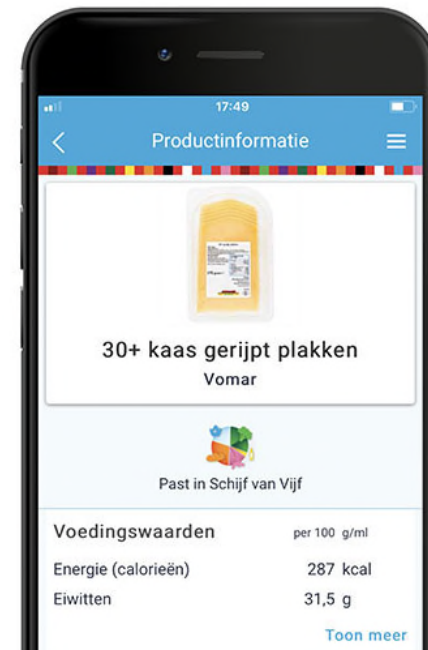 17:49
Productinformatie
30+ kaas gerijpt plakken
Vomar
Past in Schijf van Vijf
Voedingswaarden per 100 g/ml
Energie (calorieën) 287 kcal
Eiwitten 31,5 g
Toon meer